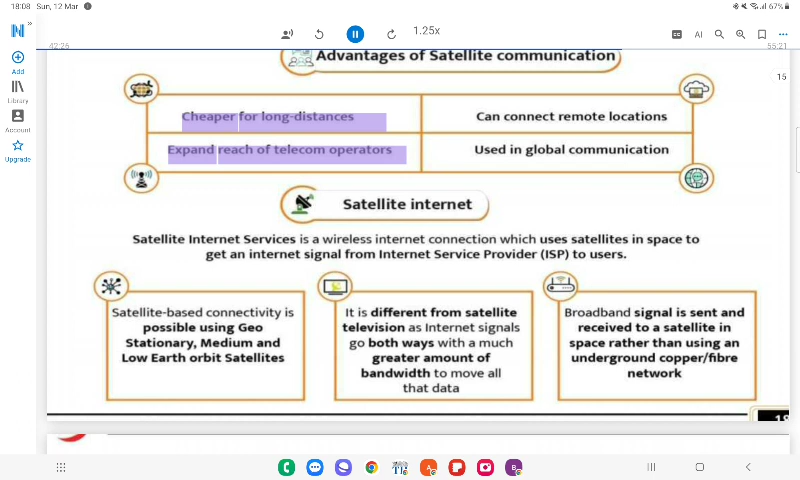 18:08 Sun, 12 Mar
67%
N »
1.25x
CC AI
42:26
55:21
Add
Library
Account
Upgrade
15
Advantages of Satellite communication
Cheaper for long-distances
Can connect remote locations
Expand reach of telecom operators
Used in global communication
Satellite internet
Satellite Internet Services is a wireless internet connection which uses satellites in space to
get an internet signal from Internet Service Provider (ISP) to users.
Satellite-based connectivity is
possible using Geo
Stationary, Medium and
Low Earth orbit Satellites
It is different from satellite
television as Internet signals
go both ways with a much
greater amount of
bandwidth to move all
that data
Broadband signal is sent and
received to a satellite in
space rather than using an
underground copper/fibre
network